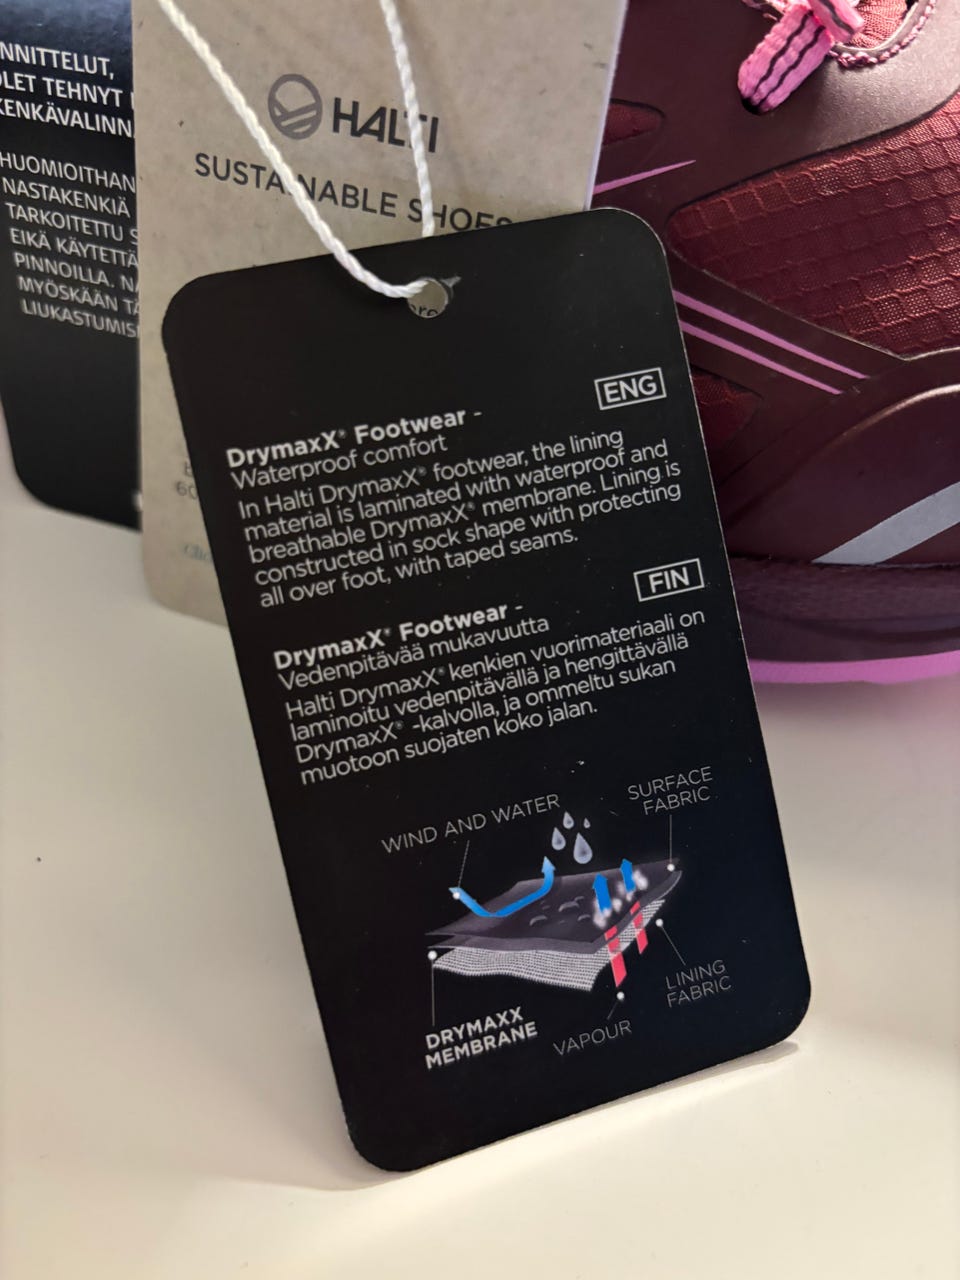 NNITTELUT,
OLET TEHNYT
KENKÄVALINN
HUOMIOITHAN
NASTAKENKIÄ
TARKOITETTU S
EIKÄ KÄYTETTÄ
PINNOILLA. NA
MYÖSKÄÄN TÄ
LIUKASTUMIS
HALTI
SUSTAINABLE SHOES
60
ENG
DrymaxX® Footwear -
Waterproof comfort
In Halti DrymaxX® footwear, the lining
material is laminated with waterproof and
breathable DrymaxX® membrane. Lining is
constructed in sock shape with protecting
all over foot, with taped seams.
FIN
DrymaxX® Footwear -
Vedenpitävää mukavuutta
Halti DrymaxX® kenkien vuorimateriaali on
laminoitu vedenpitävällä ja hengittävällä
DrymaxX® -kalvolla, ja ommeltu sukan
muotoon suojaten koko jalan.
WIND AND WATER
SURFACE
FABRIC
LINING
FABRIC
DRYMAXX
MEMBRANE
VAPOUR